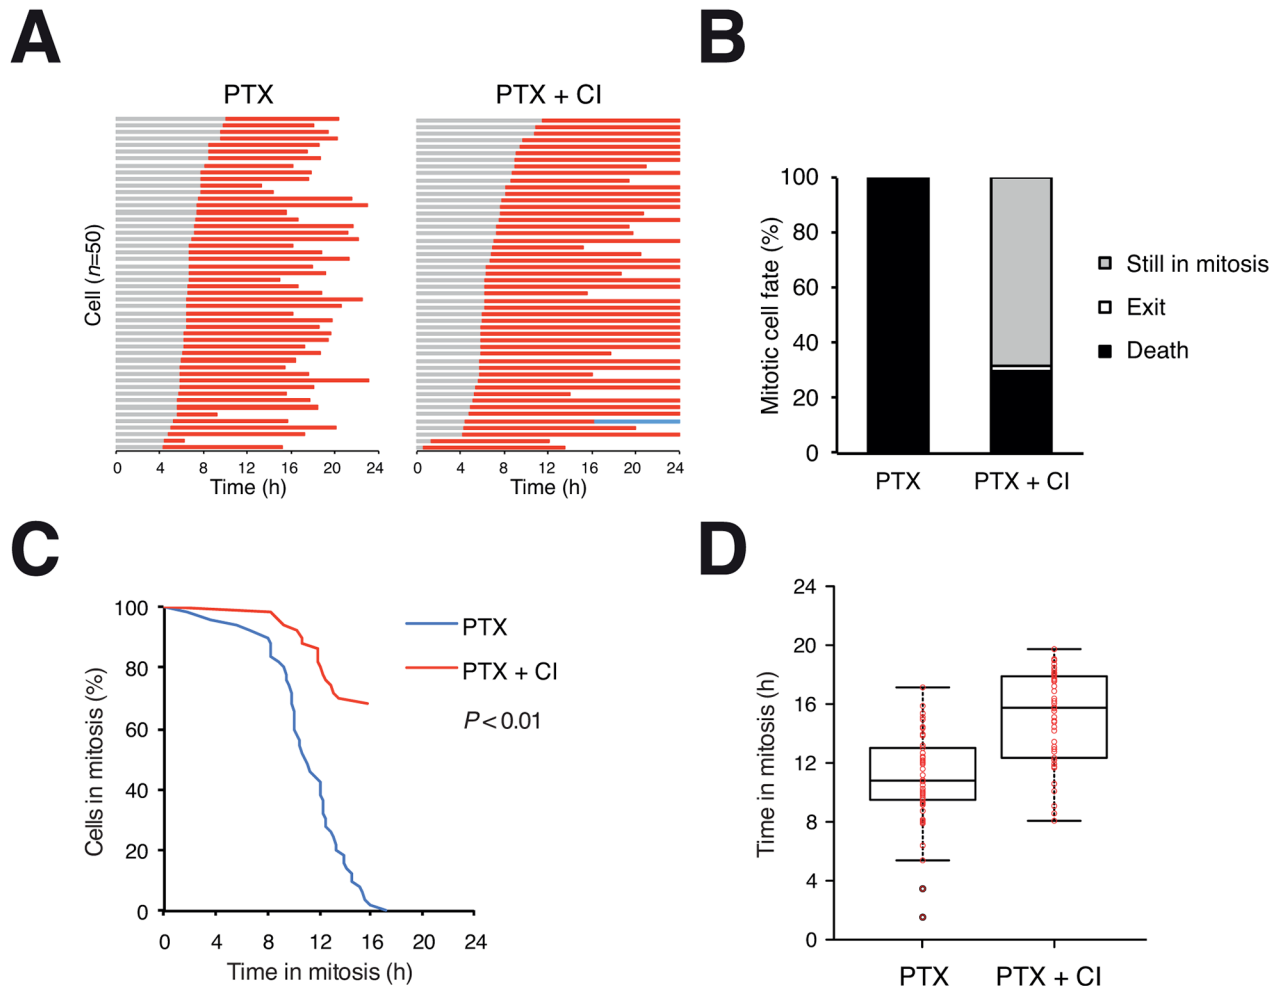 A
PTX
PTX + CI
Cell (n=50)
0 4 8 12 16 20 24
Time (h)
0 4 8 12 16 20 24
Time (h)
B
Mitotic cell fate (%)
100
80
60
40
20
0
PTX
PTX + CI
Still in mitosis
Exit
Death
C
Cells in mitosis (%)
100
80
60
40
20
0
0 4 8 12 16 20 24
Time in mitosis (h)
PTX
PTX + CI
P < 0.01
D
Time in mitosis (h)
24
20
16
12
8
4
0
PTX
PTX + CI